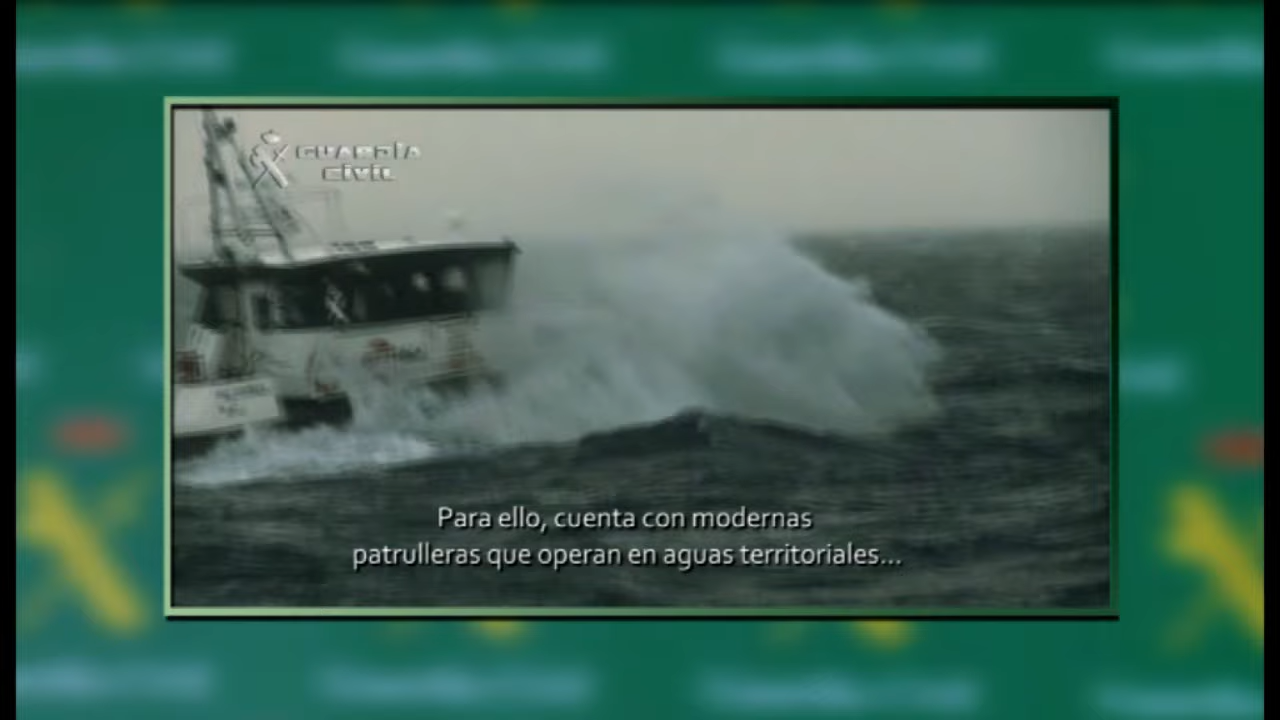 GUARDIA
CIVIL
Para ello, cuenta con modernas
patrulleras que operan en aguas territoriales...